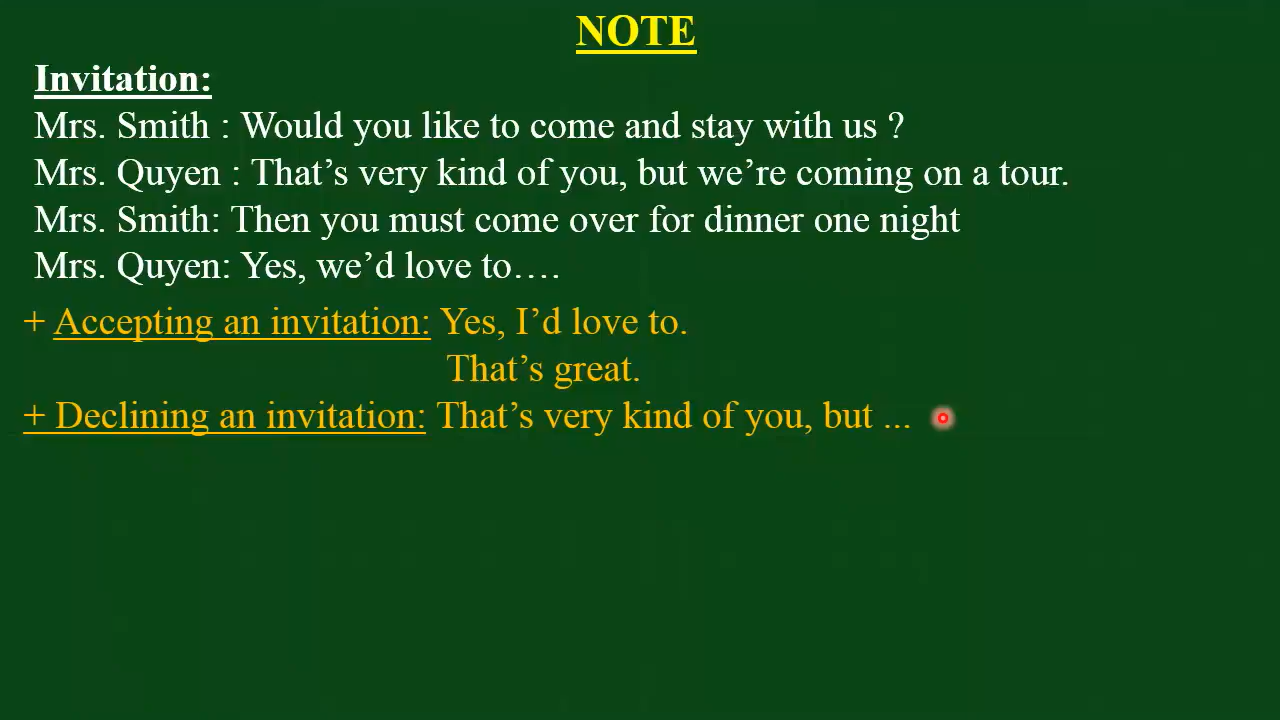 NOTE
Invitation:
Mrs. Smith : Would you like to come and stay with us ?
Mrs. Quyen : That’s very kind of you, but we’re coming on a tour.
Mrs. Smith: Then you must come over for dinner one night
Mrs. Quyen: Yes, we’d love to….
+ Accepting an invitation: Yes, I’d love to.
That’s great.
+ Declining an invitation: That’s very kind of you, but ...